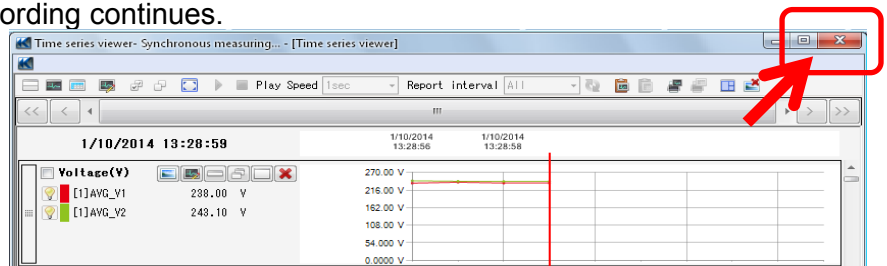 ording continues.
Time series viewer- Synchronous measuring... - [Time series viewer]
Play Speed 1sec Report interval All
<< < > >>
1/10/2014 13:28:59
1/10/2014 1/10/2014
13:28:56 13:28:58
Voltage(V)
[1]AVG_V1 238.00 V
[1]AVG_V2 243.10 V
270.00 V
216.00 V
162.00 V
108.00 V
54.000 V
0.0000 V